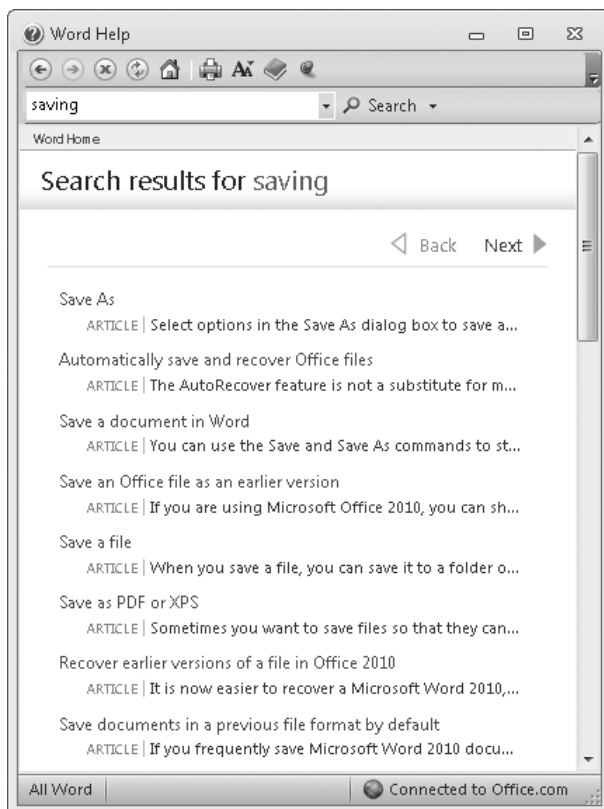 Word Help
saving
Search
Word Home
Search results for saving
Back Next
Save As
ARTICLE | Select options in the Save As dialog box to save a...
Automatically save and recover Office files
ARTICLE | The AutoRecover feature is not a substitute for m...
Save a document in Word
ARTICLE | You can use the Save and Save As commands to st...
Save an Office file as an earlier version
ARTICLE | If you are using Microsoft Office 2010, you can sh...
Save a file
ARTICLE | When you save a file, you can save it to a folder o...
Save as PDF or XPS
ARTICLE | Sometimes you want to save files so that they can...
Recover earlier versions of a file in Office 2010
ARTICLE | It is now easier to recover a Microsoft Word 2010,...
Save documents in a previous file format by default
ARTICLE | If you frequently save Microsoft Word 2010 docu...
All Word Connected to Office.com